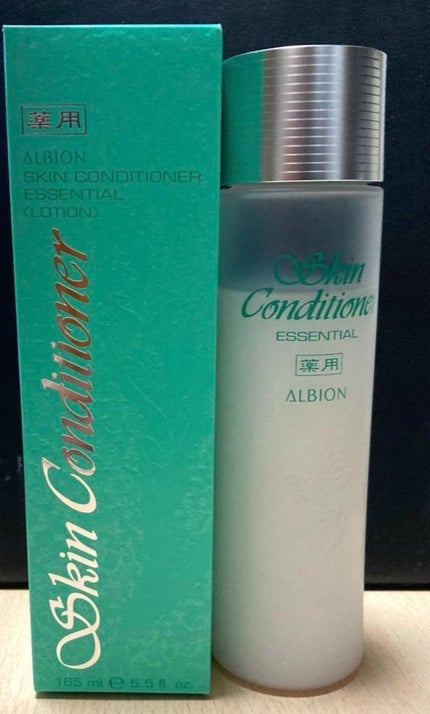 薬用
ALBION
SKIN CONDITIONER
ESSENTIAL
<LOTION>
Skin Conditioner
165 ml ℮ 5.5 fl. oz.
Skin
Conditioner
ESSENTIAL
薬用
ALBION